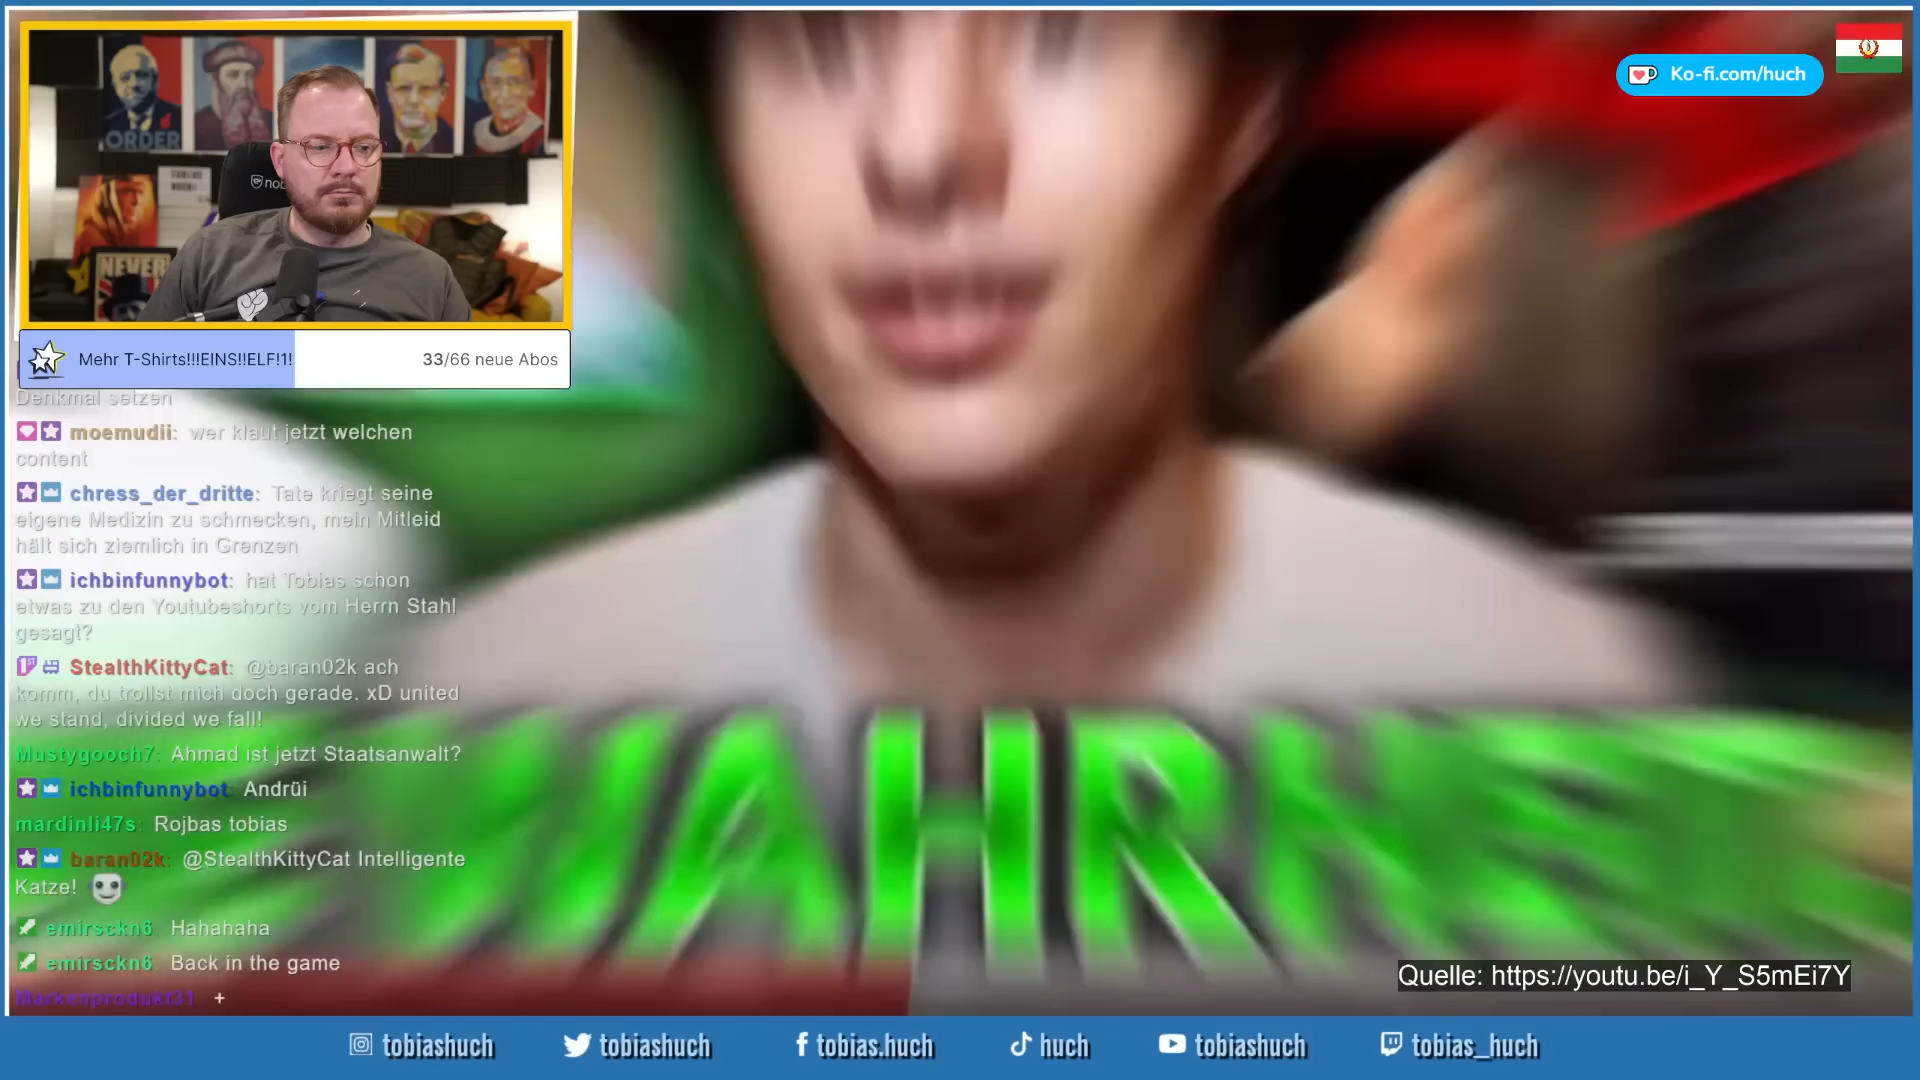 ORDER
NEVER
Ko-fi.com/huch
Mehr T-Shirts!!!EINS!!ELF!1!
33/66 neue Abos
Denkmal setzen
moemudii: wer klaut jetzt welchen
content
chress_der_dritte: Tate kriegt seine
eigene Medizin zu schmecken, mein Mitleid
hält sich ziemlich in Grenzen
ichbinfunnybot: hat Tobias schon
etwas zu den Youtubeshorts vom Herrn Stahl
gesagt?
StealthKittyCat: @baran02k ach
komm, du trollst mich doch gerade. xD united
we stand, divided we fall!
Mustygooch7: Ahmad ist jetzt Staatsanwalt?
ichbinfunnybot: Andrüi
mardinli47s: Rojbas tobias
baran02k: @StealthKittyCat Intelligente
Katze!
emirsckn6: Hahahaha
emirsckn6: Back in the game
Markenprodukt31: +
Quelle: https://youtu.be/i_Y_S5mEi7Y
tobiashuch
tobiashuch
tobias.huch
huch
tobiashuch
tobias_huch